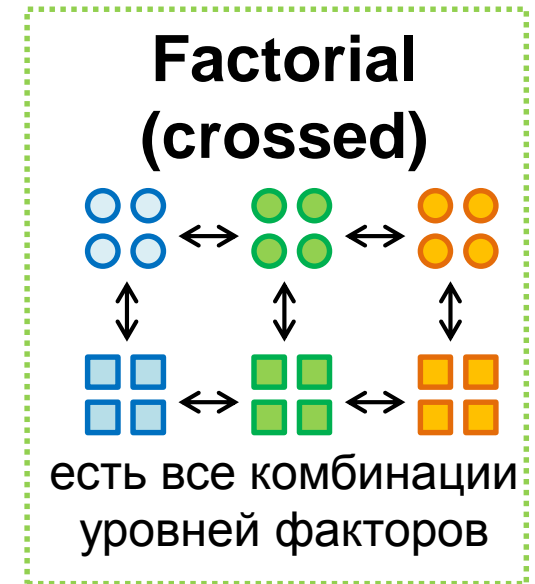 Factorial
(crossed)
есть все комбинации
уровней факторов